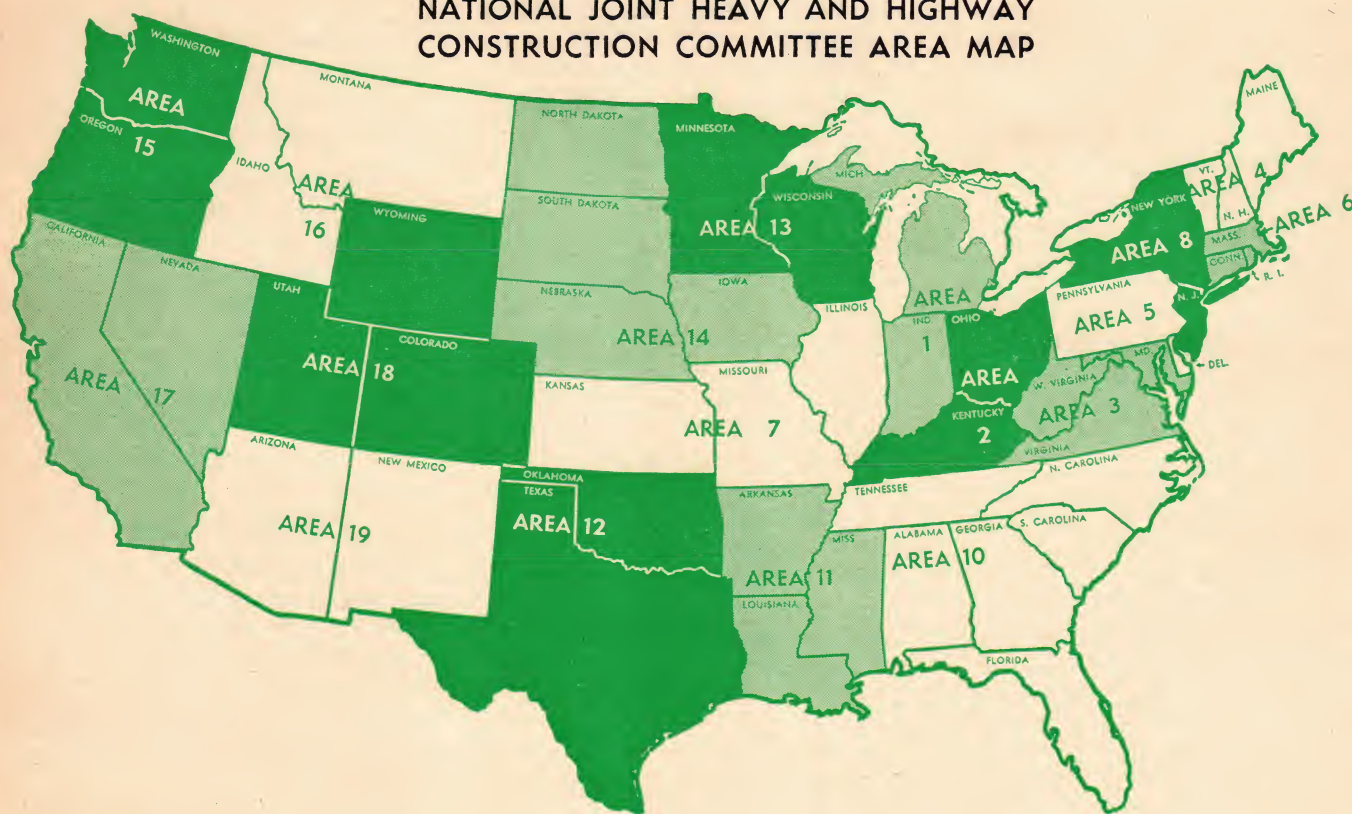 NATIONAL JOINT HEAVY AND HIGHWAY
CONSTRUCTION COMMITTEE AREA MAP
WASHINGTON
AREA
OREGON
15
MONTANA
IDAHO
AREA
16
WYOMING
NORTH DAKOTA
SOUTH DAKOTA
NEBRASKA
AREA 14
IOWA
MINNESOTA
WISCONSIN
AREA 13
MICH
AREA
IND
1
OHIO
AREA
KENTUCKY
2
ILLINOIS
MAINE
VT.
AREA 4
N. H.
NEW YORK
AREA 8
MASS.
AREA 6
CONN.
R. I.
PENNSYLVANIA
AREA 5
N. J.
MD.
DEL.
W. VIRGINIA
AREA 3
VIRGINIA
CALIFORNIA
NEVADA
AREA 17
UTAH
COLORADO
AREA 18
KANSAS
MISSOURI
AREA 7
ARIZONA
NEW MEXICO
AREA 19
OKLAHOMA
TEXAS
AREA 12
ARKANSAS
MISS
AREA 11
LOUISIANA
TENNESSEE
N. CAROLINA
S. CAROLINA
ALABAMA
GEORGIA
AREA 10
FLORIDA